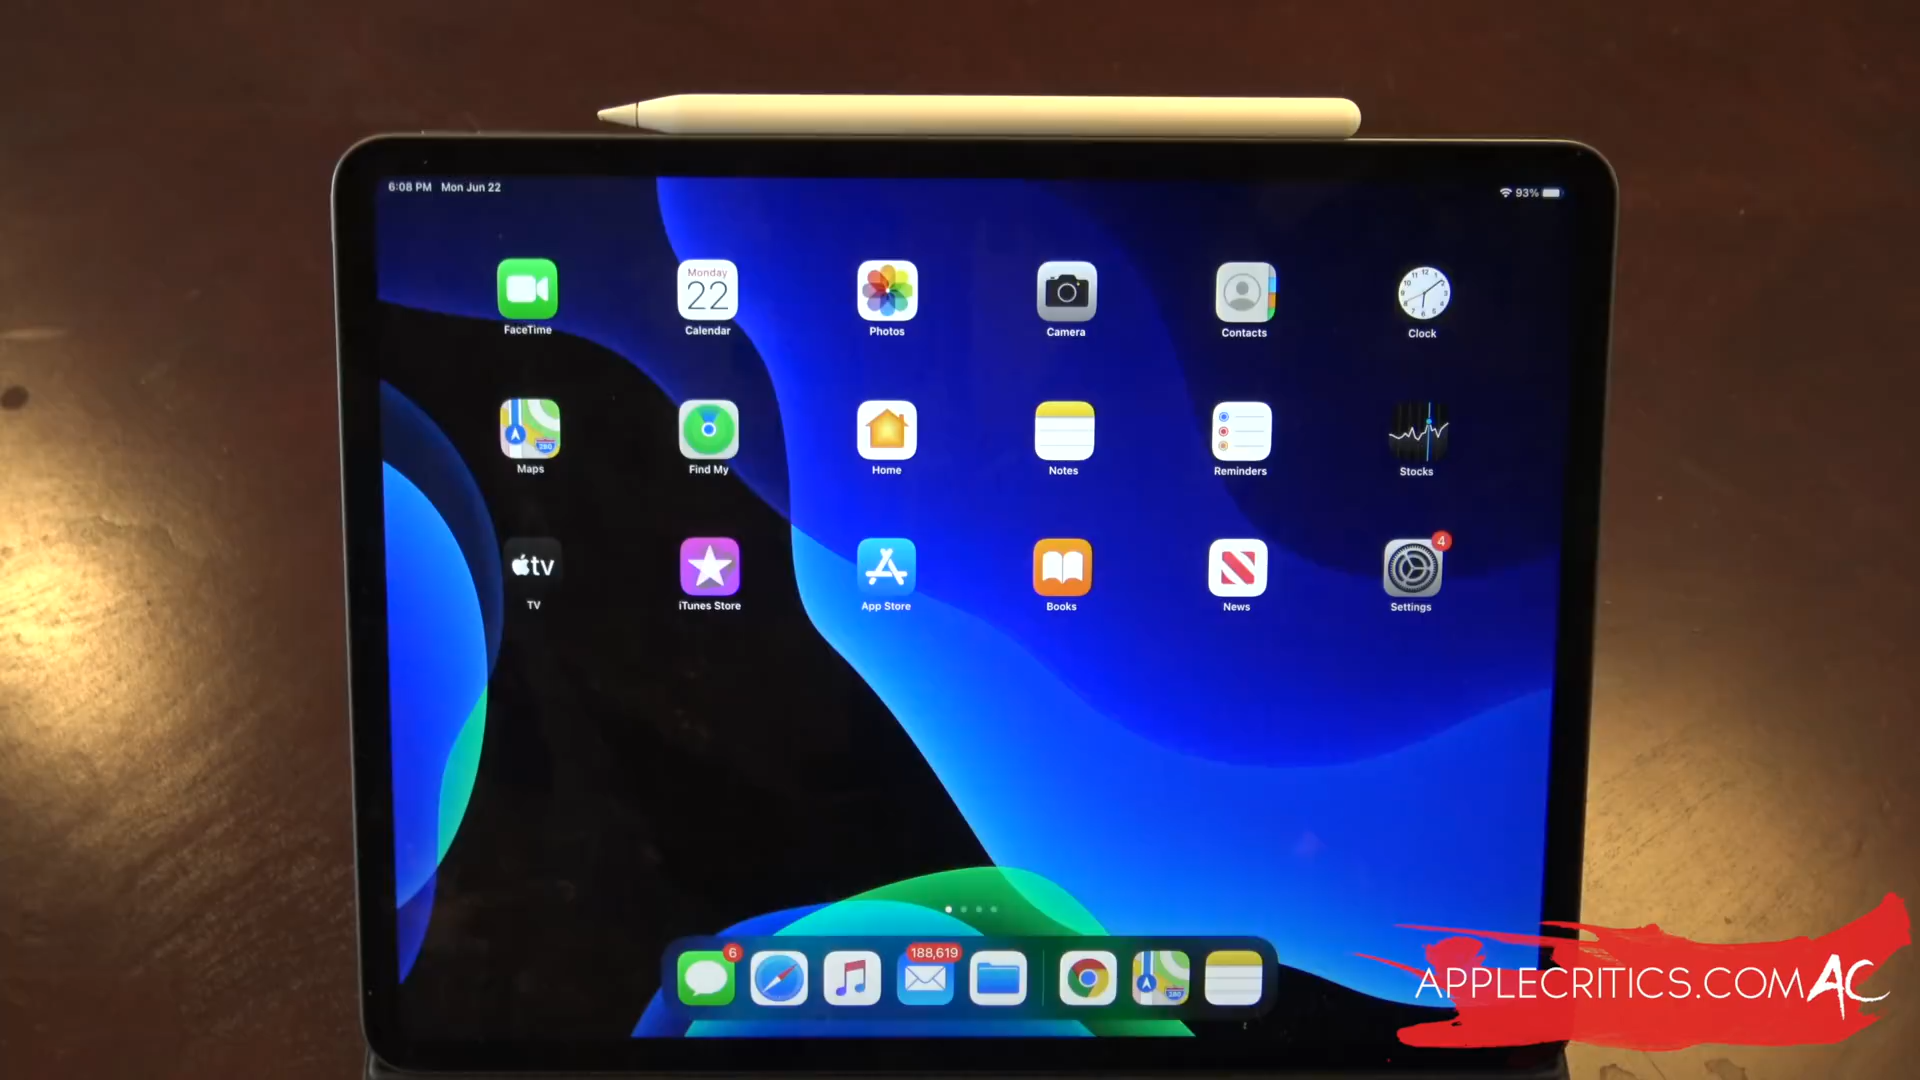 6:08 PM Mon Jun 22
93%
Monday
22
FaceTime
Calendar
Photos
Camera
Contacts
Clock
Maps
Find My
Home
Notes
Reminders
Stocks
tv
4
TV
iTunes Store
App Store
Books
News
Settings
6
188,619
APPLECRITICS.COM AC